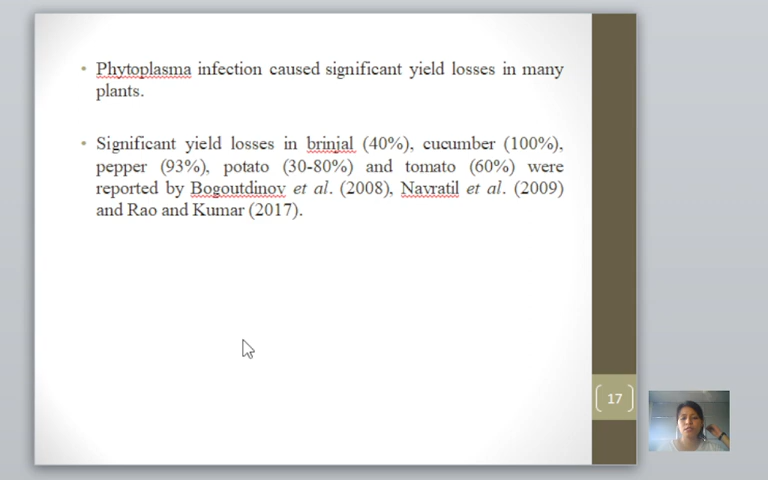 Phytoplasma infection caused significant yield losses in many
plants.
Significant yield losses in brinjal (40%), cucumber (100%),
pepper (93%), potato (30-80%) and tomato (60%) were
reported by Bogoutdinov et al. (2008), Navratil et al. (2009)
and Rao and Kumar (2017).
17